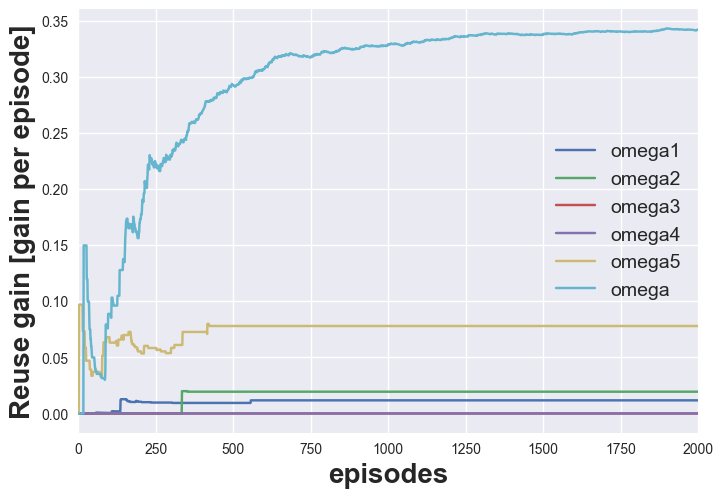 Reuse gain [gain per episode]
0.35
0.30
0.25
0.20
0.15
0.10
0.05
0.00
omega1
omega2
omega3
omega4
omega5
omega
0 250 500 750 1000 1250 1500 1750 2000
episodes